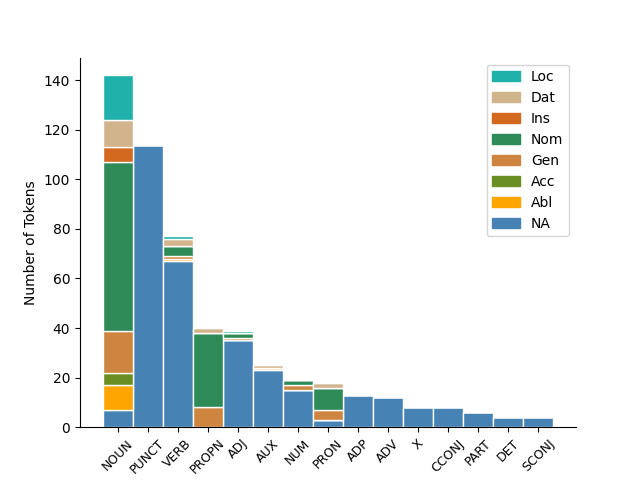 140
120
100
80
60
40
20
0
Number of Tokens
Loc
Dat
Ins
Nom
Gen
Acc
Abl
NA
NOUN
PUNCT
VERB
PROPN
ADJ
AUX
NUM
PRON
ADP
ADV
X
CCONJ
PART
DET
SCONJ